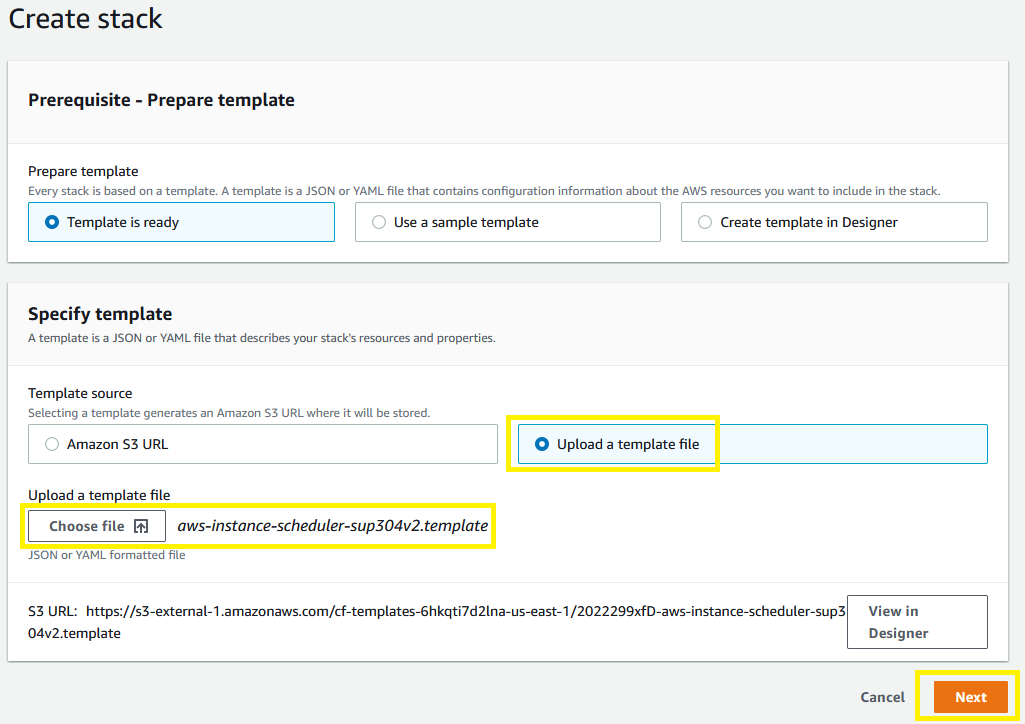 Create stack
Prerequisite - Prepare template
Prepare template
Every stack is based on a template. A template is a JSON or YAML file that contains configuration information about the AWS resources you want to include in the stack.
Template is ready
Use a sample template
Create template in Designer
Specify template
A template is a JSON or YAML file that describes your stack's resources and properties.
Template source
Selecting a template generates an Amazon S3 URL where it will be stored.
Amazon S3 URL
Upload a template file
Upload a template file
Choose file
aws-instance-scheduler-sup304v2.template
JSON or YAML formatted file
S3 URL: https://s3-external-1.amazonaws.com/cf-templates-6hkqti7d2lna-us-east-1/2022299xfD-aws-instance-scheduler-sup3
04v2.template
View in
Designer
Cancel
Next